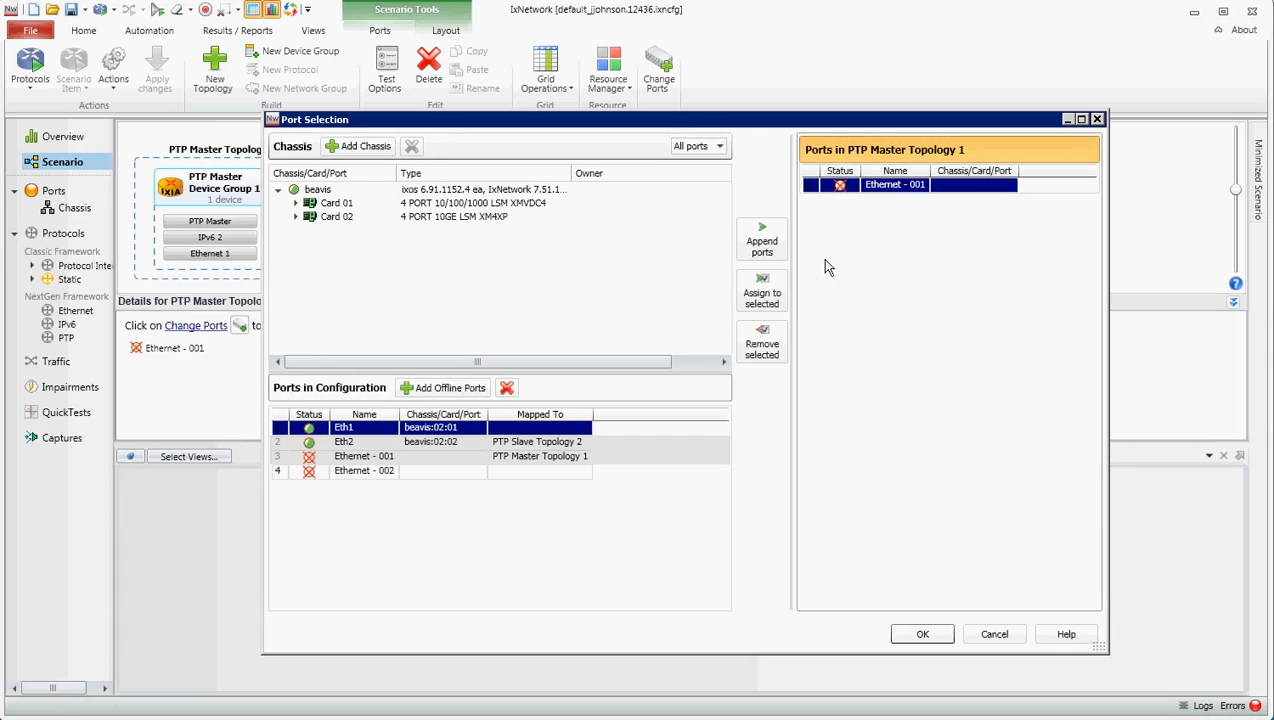 Nw
Scenario Tools
IxNetwork [default_jjohnson.12436.ixncfg]
File
Home
Automation
Results / Reports
Views
Ports
Layout
About
Protocols
Scenario Item
Actions
Apply changes
New Topology
New Device Group
New Protocol
New Network Group
Test Options
Delete
Copy
Paste
Rename
Grid Operations
Resource Manager
Change Ports
Actions
Build
Edit
Grid
Resource
Overview
Scenario
Ports
Chassis
Protocols
Classic Framework
Protocol Inte
Static
NextGen Framework
Ethernet
IPv6
PTP
Traffic
Impairments
QuickTests
Captures
PTP Master Topolog
IXIA
PTP Master
Device Group 1
1 device
PTP Master
IPv6 2
Ethernet 1
Details for PTP Master Topolo
Click on Change Ports to
Ethernet - 001
Select Views...
Nw Port Selection
Chassis Add Chassis All ports
Chassis/Card/Port Type Owner
beavis ixos 6.91.1152.4 ea, IxNetwork 7.51.1...
Card 01 4 PORT 10/100/1000 LSM XMVDC4
Card 02 4 PORT 10GE LSM XM4XP
Append ports
Assign to selected
Remove selected
Ports in PTP Master Topology 1
Status Name Chassis/Card/Port
Ethernet - 001
Ports in Configuration Add Offline Ports
Status Name Chassis/Card/Port Mapped To
Eth1 beavis:02:01
2 Eth2 beavis:02:02 PTP Slave Topology 2
3 Ethernet - 001 PTP Master Topology 1
4 Ethernet - 002
OK
Cancel
Help
Minimized Scenario
Logs
Errors